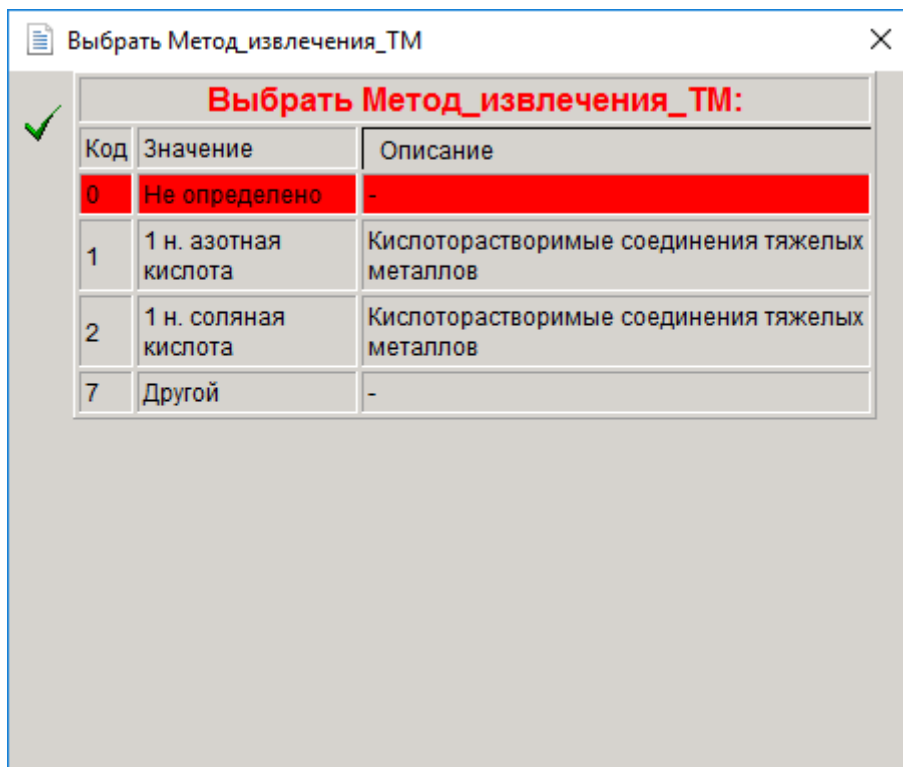 Выбрать Метод_извлечения_ТМ
Выбрать Метод_извлечения_ТМ:
Код Значение Описание
0 Не определено -
1 1 н. азотная кислота Кислоторастворимые соединения тяжелых металлов
2 1 н. соляная кислота Кислоторастворимые соединения тяжелых металлов
7 Другой -